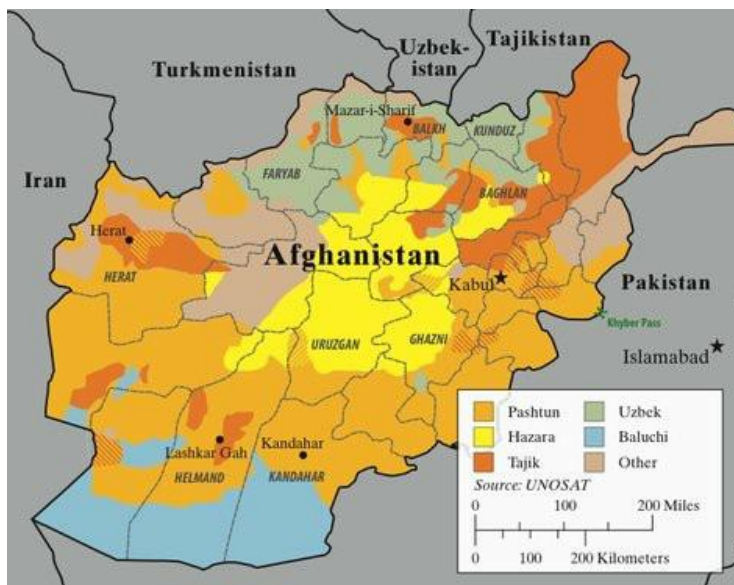 Tajikistan
Uzbek-
istan
Turkmenistan
Mazar-i-Sharif
BALKH
KUNDUZ
Iran
FARYAB
BAGHLAN
Herat
Afghanistan
HERAT
Kabul
Pakistan
Khyber Pass
URUZGAN
GHAZNI
Islamabad
Lashkar Gah
Kandahar
HELMAND
KANDAHAR
Pashtun
Uzbek
Hazara
Baluchi
Tajik
Other
Source: UNOSAT
0 100 200 Miles
0 100 200 Kilometers